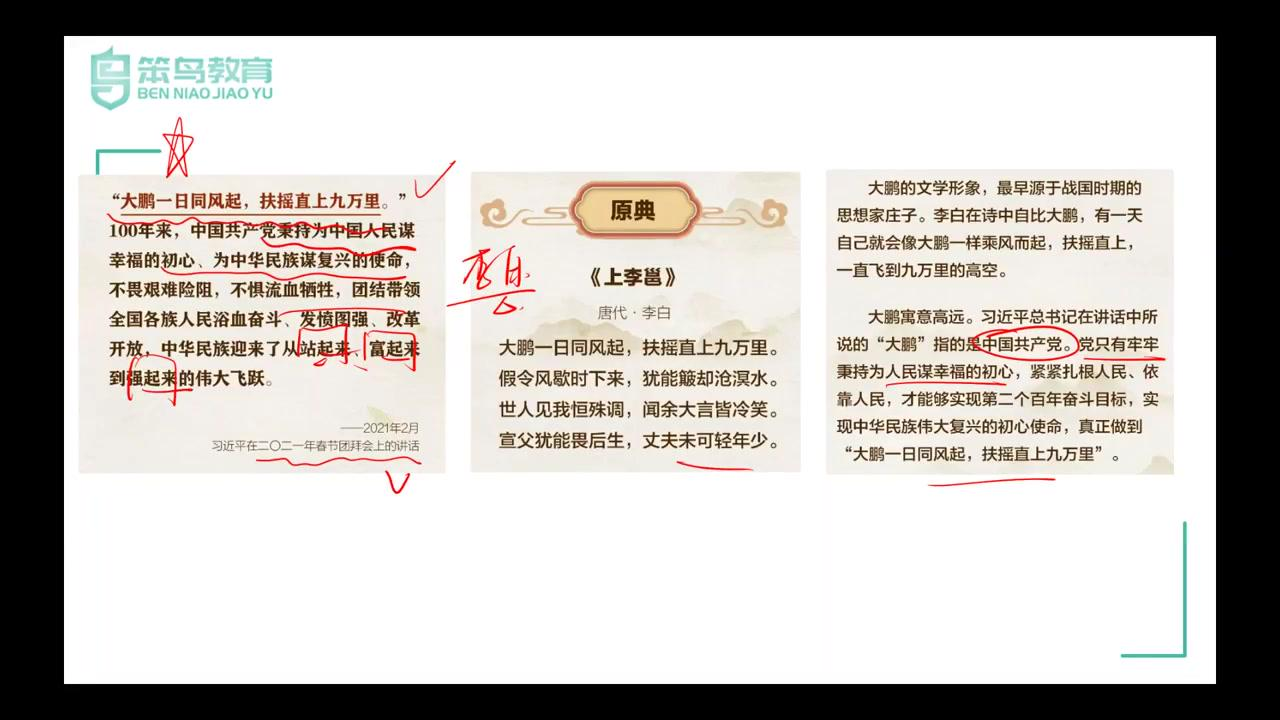 笨鸟教育
BEN NIAO JIAO YU
“大鹏一日同风起，扶摇直上九万里。”
100年来，中国共产党秉持为中国人民谋
幸福的初心、为中华民族谋复兴的使命，
不畏艰难险阻，不惧流血牺牲，团结带领
全国各族人民浴血奋斗、发愤图强、改革
开放，中华民族迎来了从站起来、富起来
到强起来的伟大飞跃。
——2021年2月
习近平在二〇二一年春节团拜会上的讲话
原典
《上李邕》
唐代·李白
大鹏一日同风起，扶摇直上九万里。
假令风歇时下来，犹能簸却沧溟水。
世人见我恒殊调，闻余大言皆冷笑。
宣父犹能畏后生，丈夫未可轻年少。
大鹏的文学形象，最早源于战国时期的
思想家庄子。李白在诗中自比大鹏，有一天
自己就会像大鹏一样乘风而起，扶摇直上，
一直飞到九万里的高空。
大鹏寓意高远。习近平总书记在讲话中所
说的“大鹏”指的是中国共产党。党只有牢牢
秉持为人民谋幸福的初心，紧紧扎根人民、依
靠人民，才能够实现第二个百年奋斗目标，实
现中华民族伟大复兴的初心使命，真正做到
“大鹏一日同风起，扶摇直上九万里”。